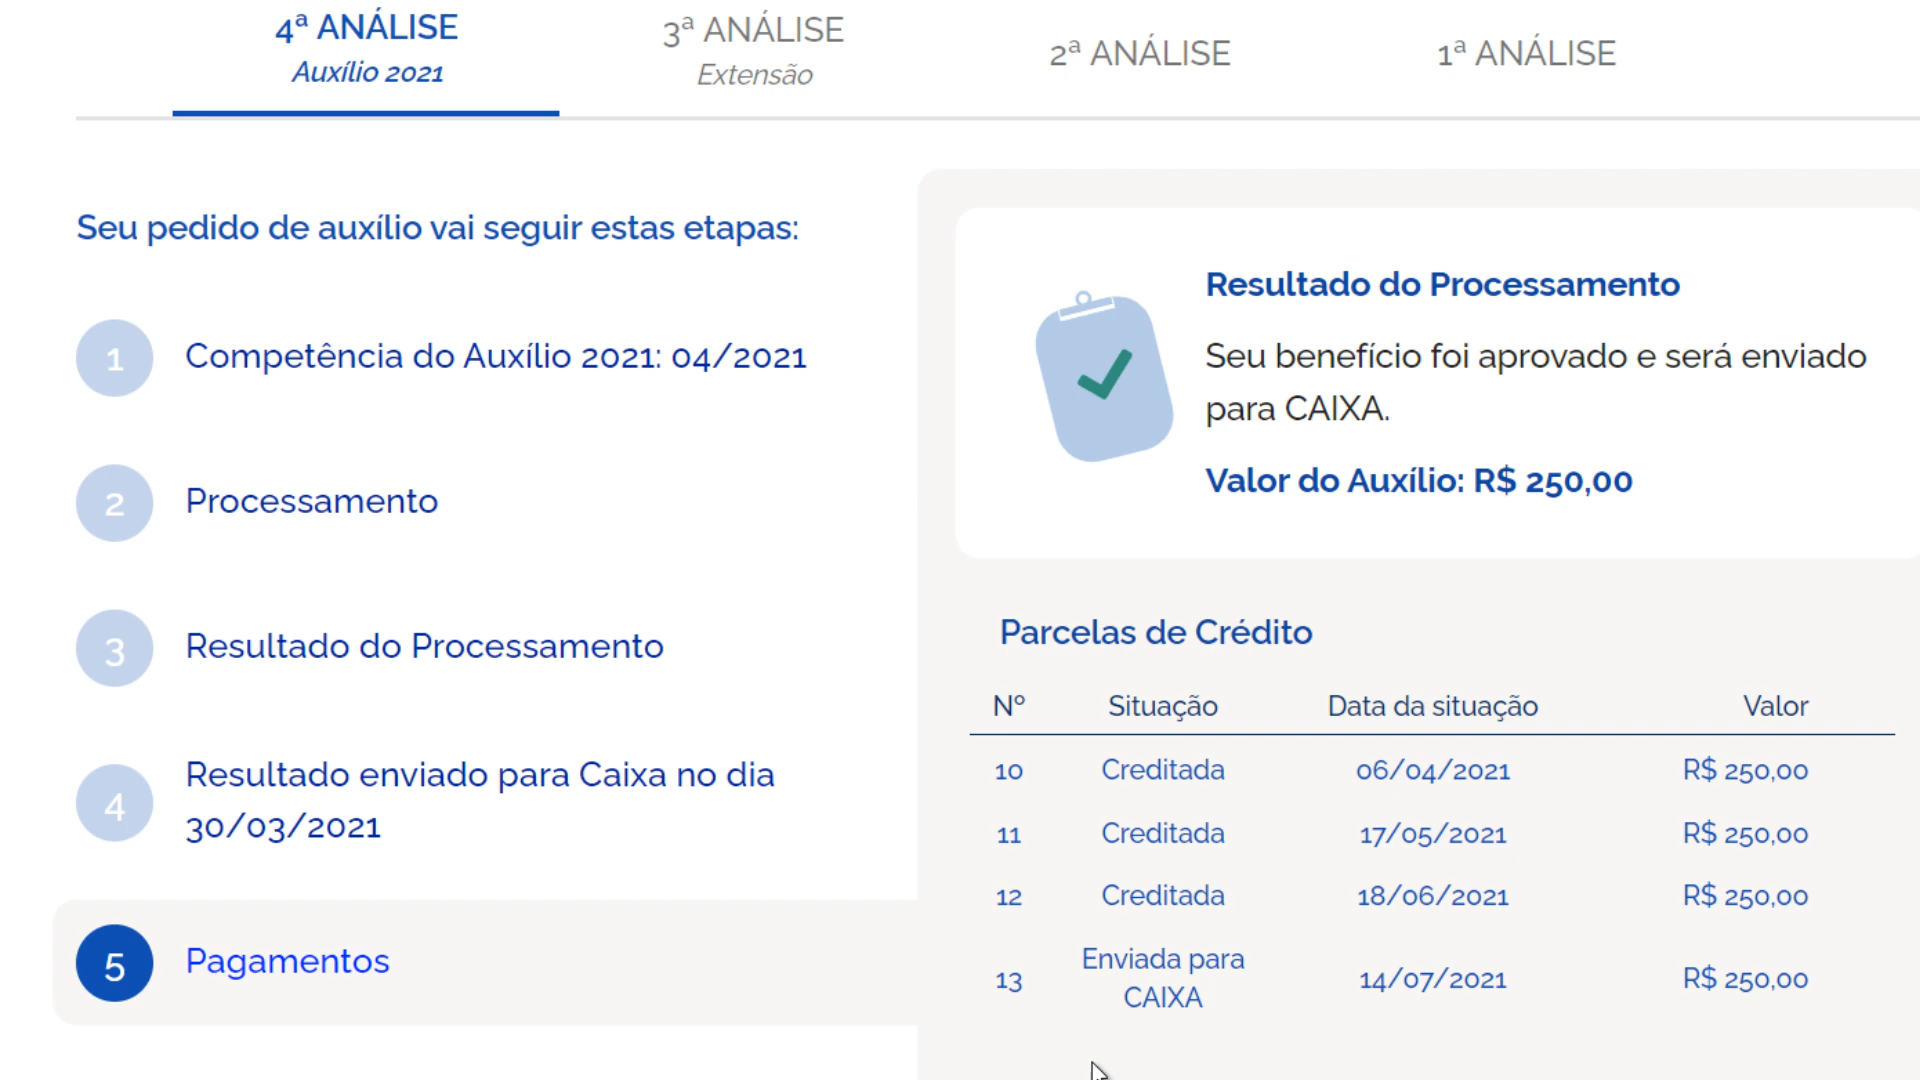 4ª ANÁLISE
Auxílio 2021
3ª ANÁLISE
Extensão
2ª ANÁLISE
1ª ANÁLISE
Seu pedido de auxílio vai seguir estas etapas:
1 Competência do Auxílio 2021: 04/2021
2 Processamento
3 Resultado do Processamento
4 Resultado enviado para Caixa no dia
30/03/2021
5 Pagamentos
Resultado do Processamento
Seu benefício foi aprovado e será enviado
para CAIXA.
Valor do Auxílio: R$ 250,00
Parcelas de Crédito
Nº Situação Data da situação Valor
10 Creditada 06/04/2021 R$ 250,00
11 Creditada 17/05/2021 R$ 250,00
12 Creditada 18/06/2021 R$ 250,00
13 Enviada para
CAIXA 14/07/2021 R$ 250,00